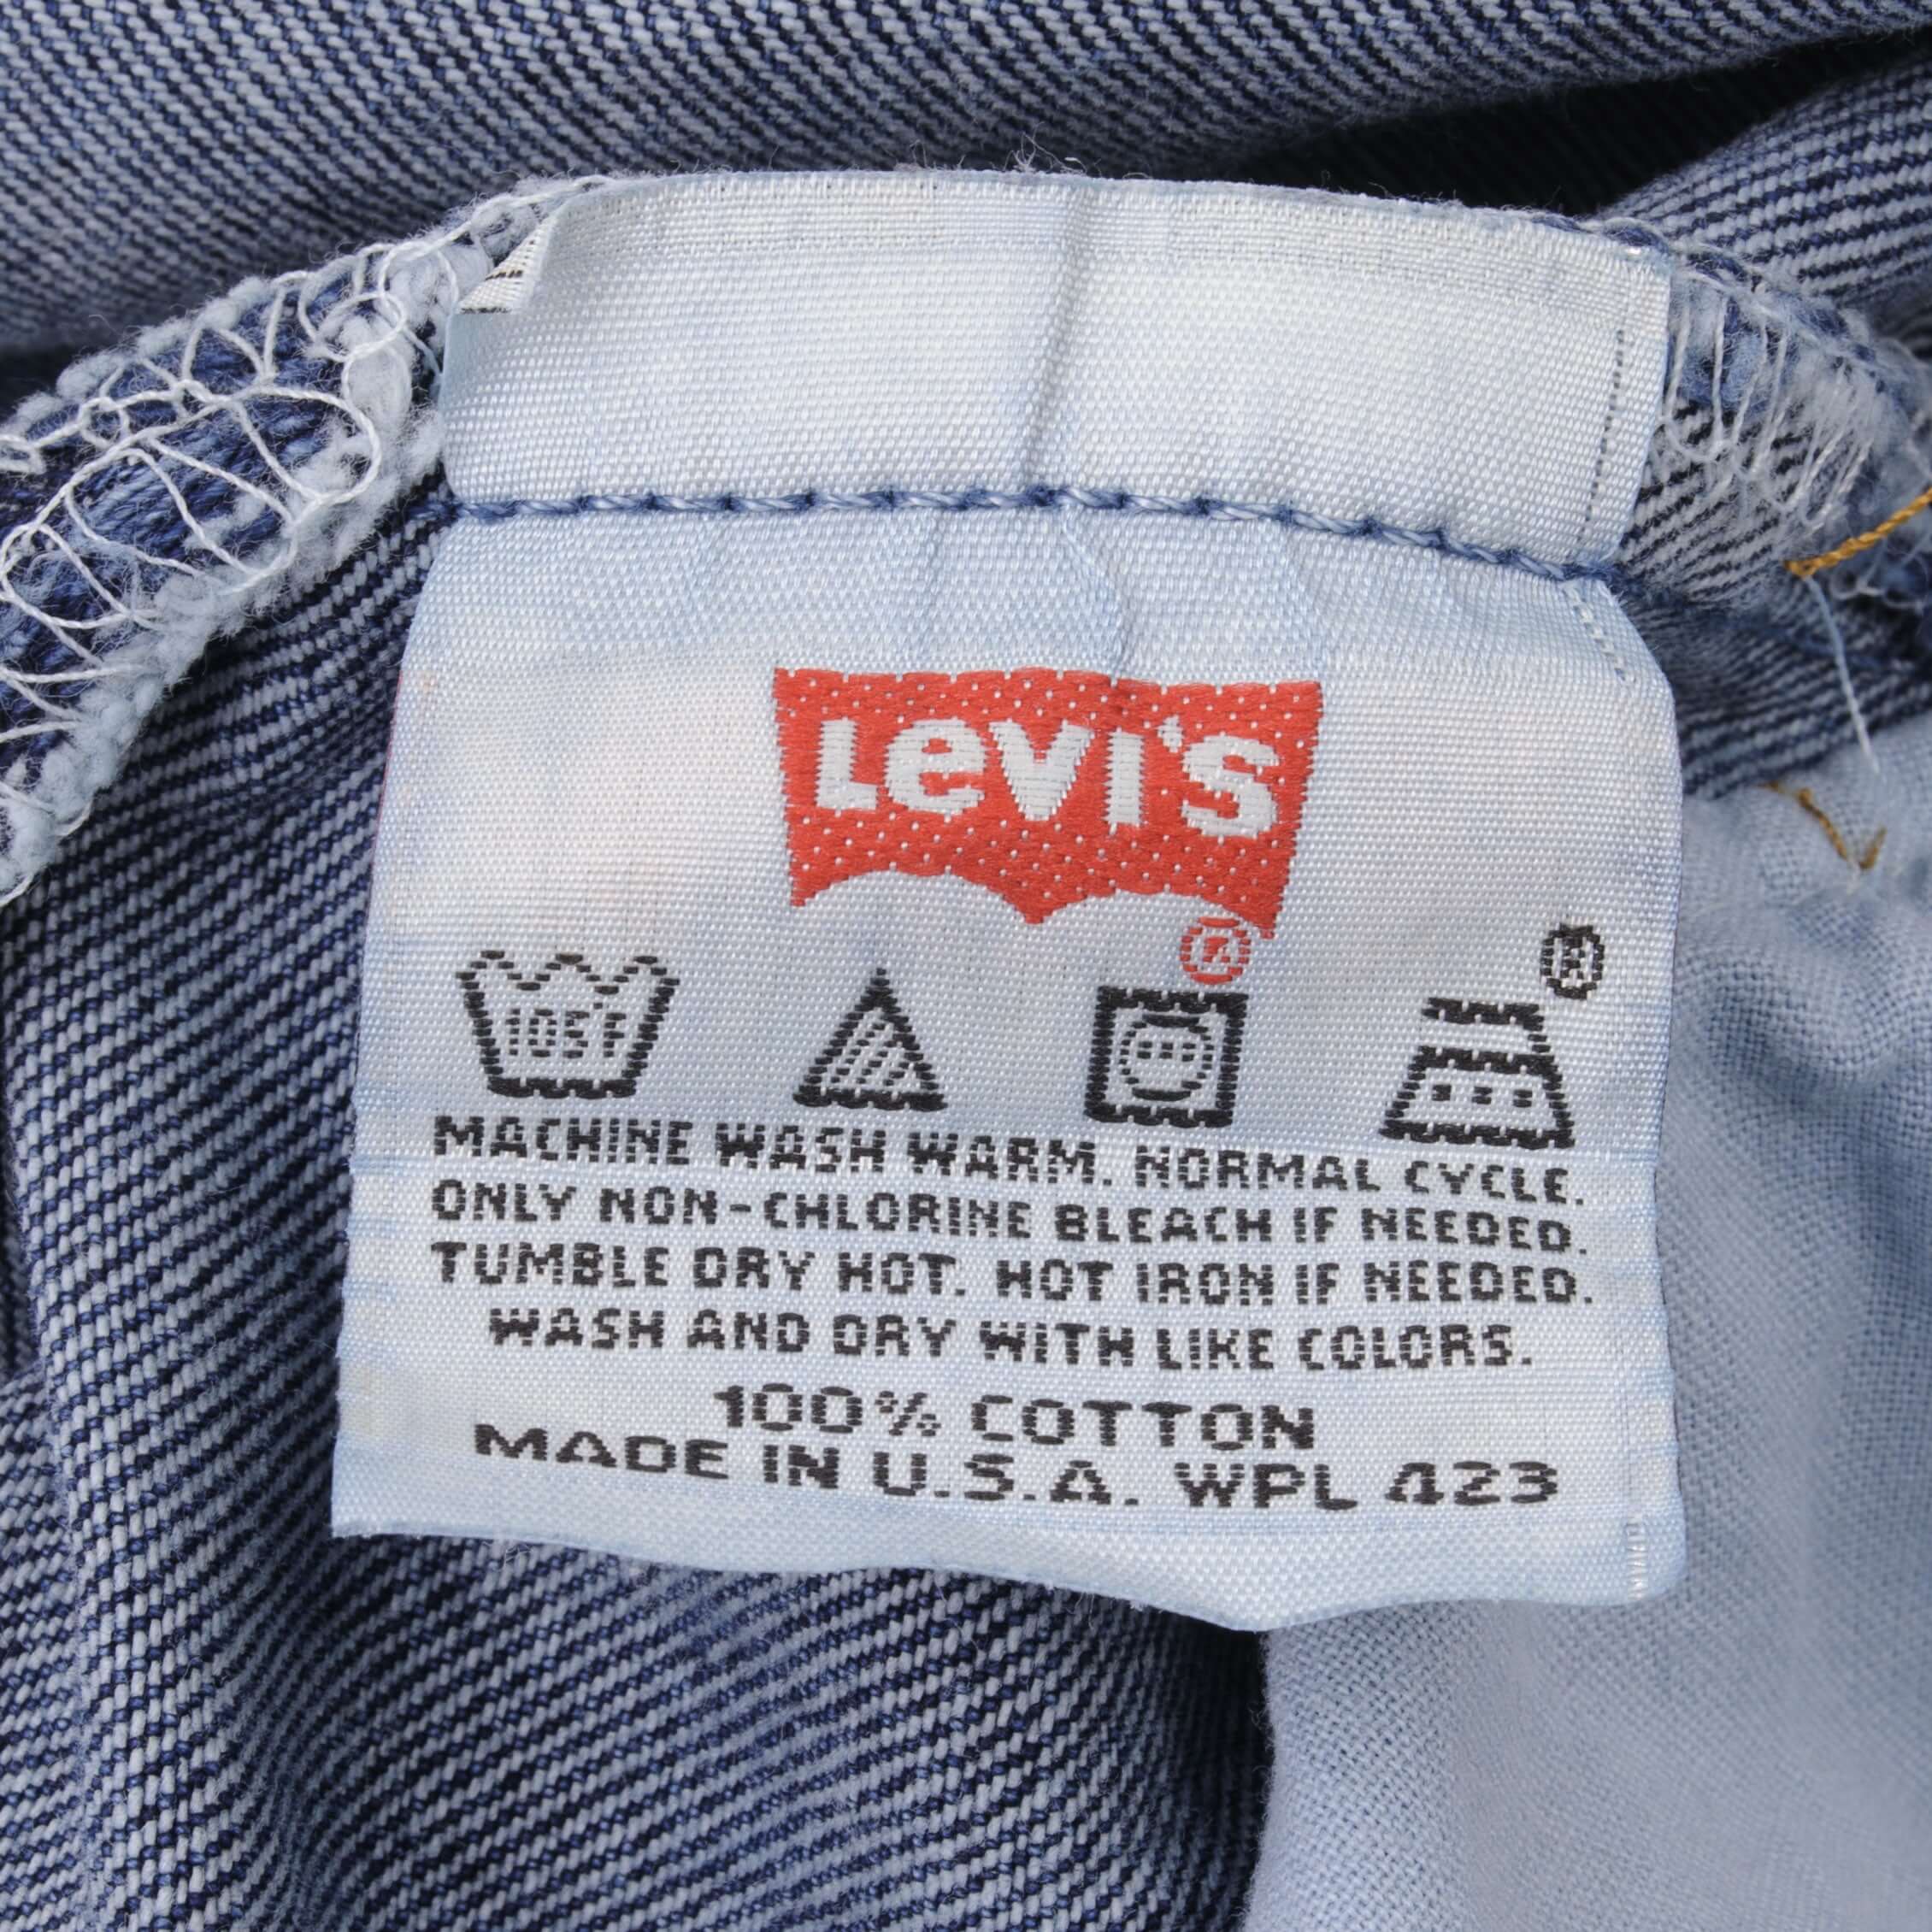 LEVI'S
®
®
105°F
MACHINE WASH WARM. NORMAL CYCLE.
ONLY NON-CHLORINE BLEACH IF NEEDED.
TUMBLE DRY HOT. HOT IRON IF NEEDED.
WASH AND DRY WITH LIKE COLORS.
100% COTTON
MADE IN U.S.A. WPL 423